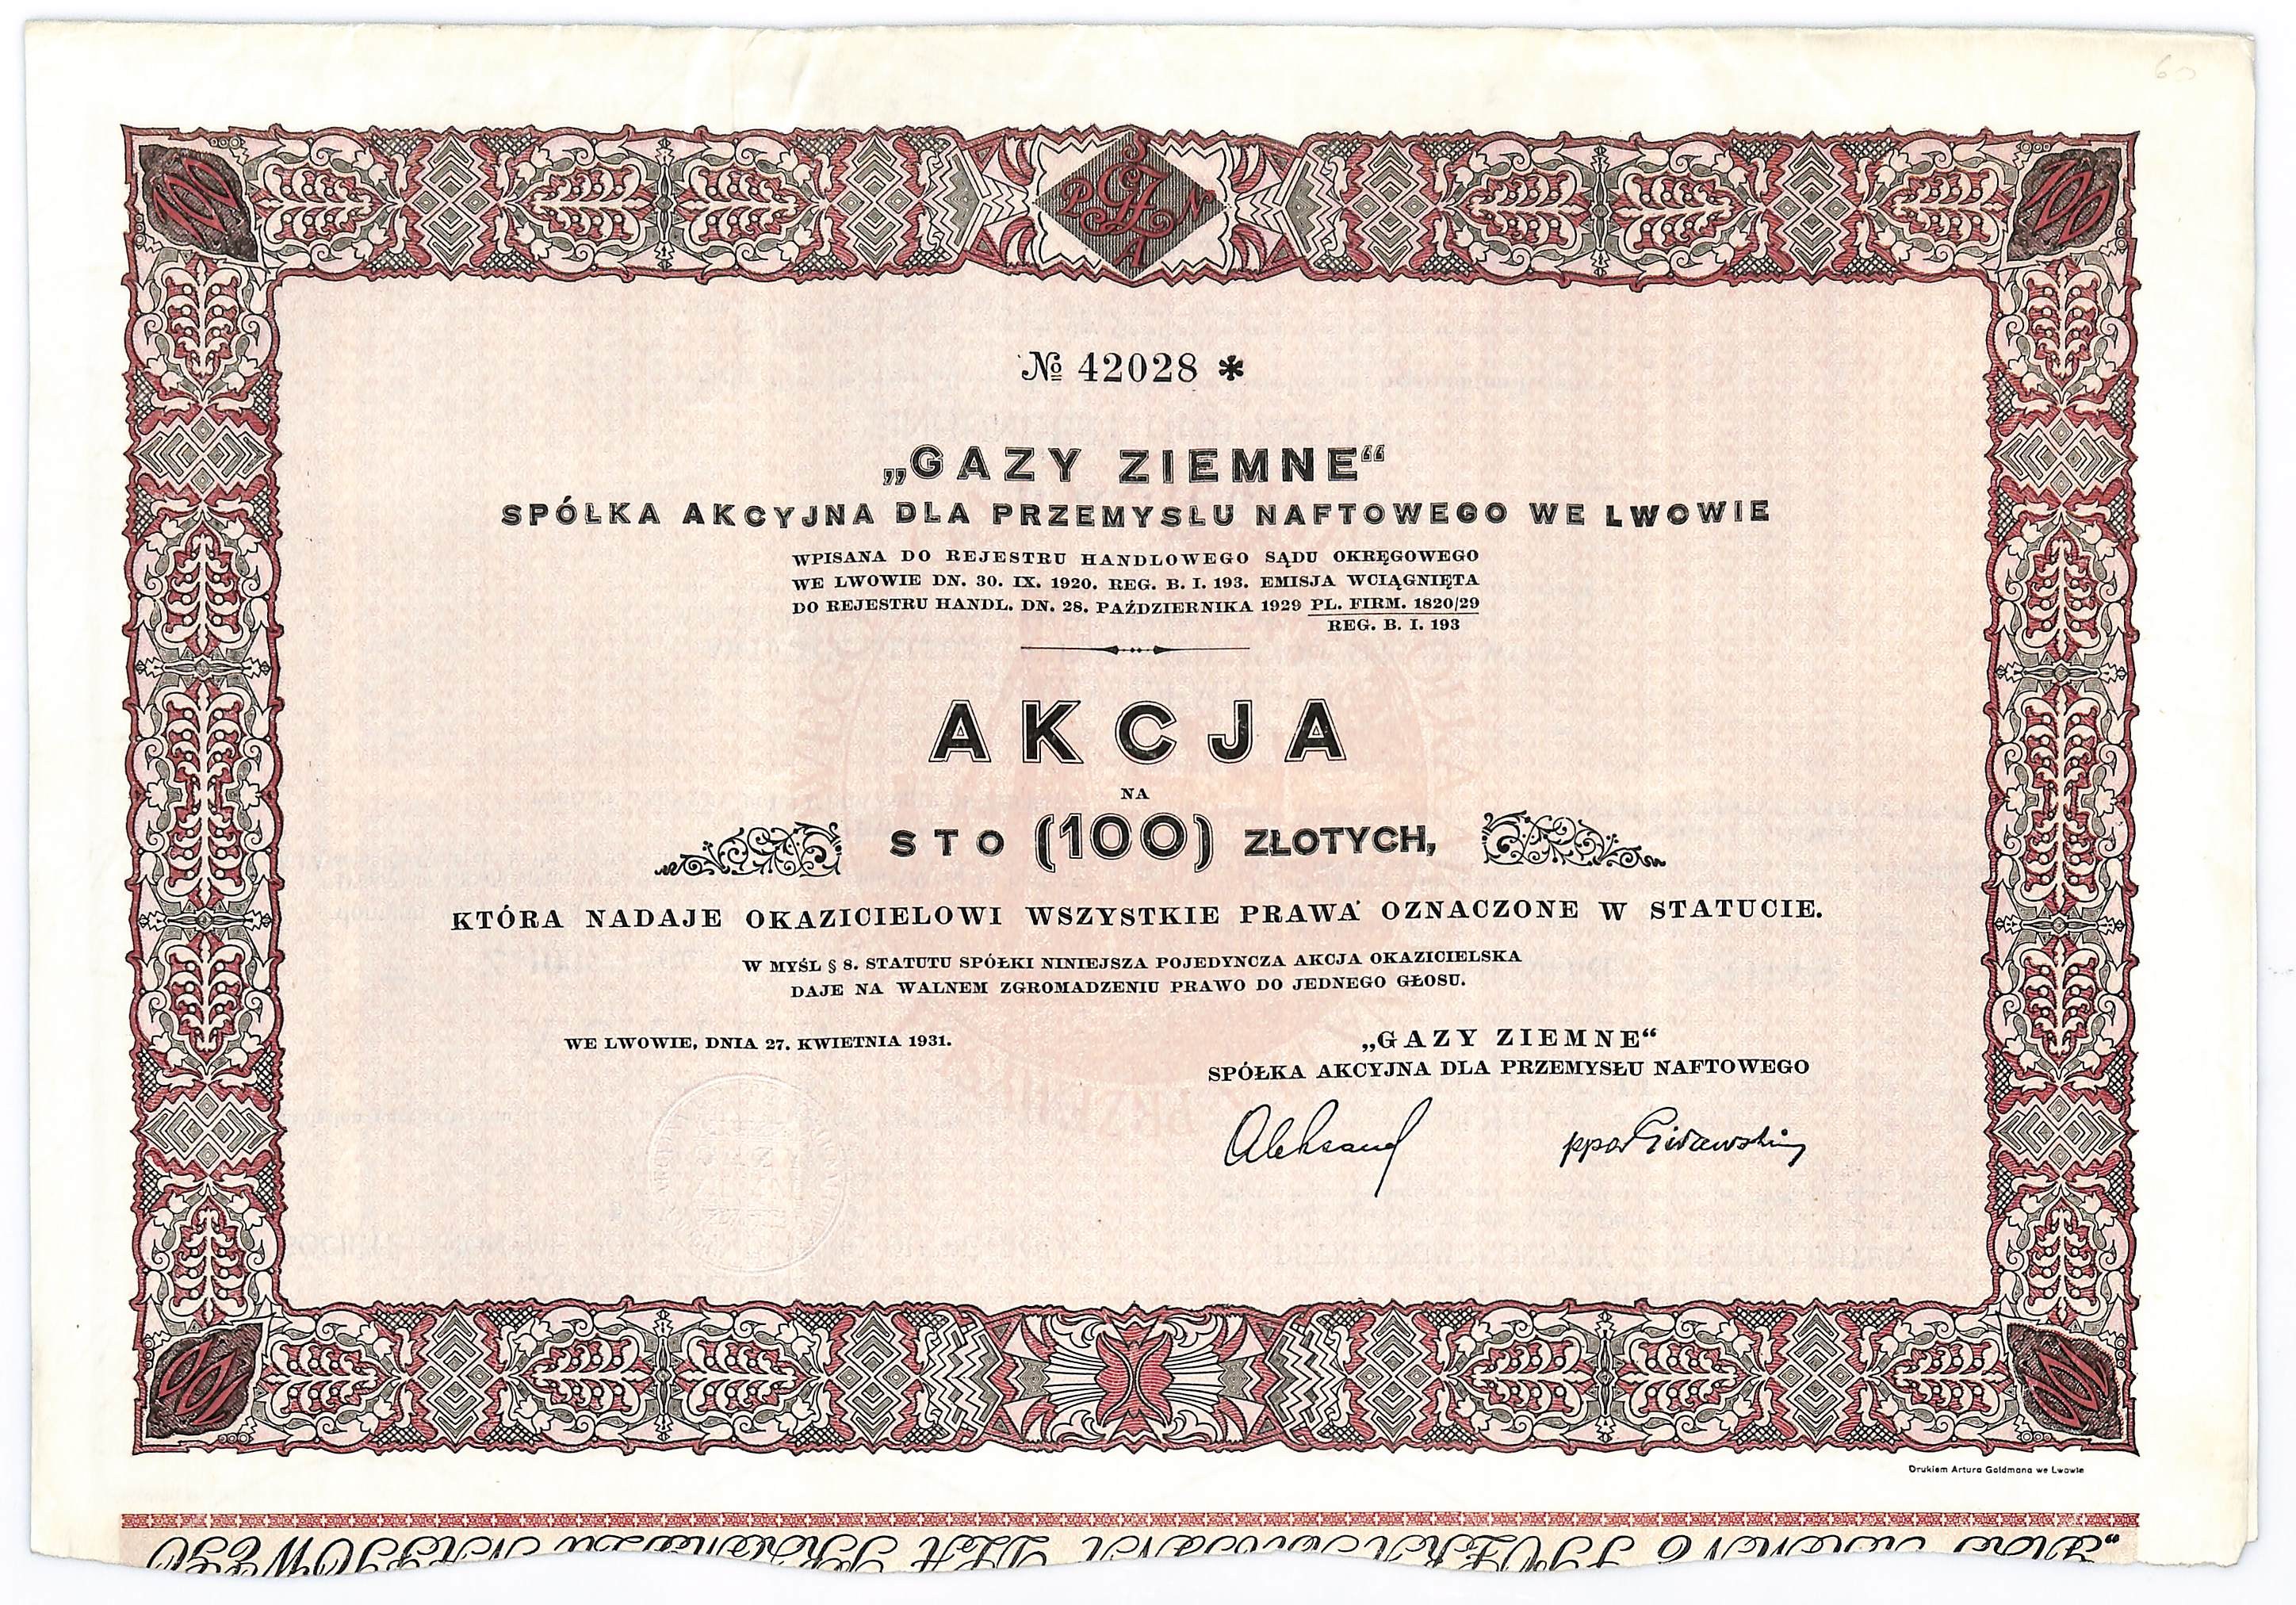 100
100
№ 42028 *
„GAZY ZIEMNE“
SPÓŁKA AKCYJNA DLA PRZEMYSŁU NAFTOWEGO WE LWOWIE
WPISANA DO REJESTRU HANDLOWEGO SĄDU OKRĘGOWEGO
WE LWOWIE DN. 30. IX. 1920. REG. B. I. 193. EMISJA WCIĄGNIĘTA
DO REJESTRU HANDL. DN. 28. PAŹDZIERNIKA 1929 PL. FIRM. 1820/29
REG. B. I. 193
AKCJA
NA
STO (100) ZŁOTYCH,
KTÓRA NADAJE OKAZICIELOWI WSZYSTKIE PRAWA OZNACZONE W STATUCIE.
W MYŚL § 8. STATUTU SPÓŁKI NINIEJSZA POJEDYNCZA AKCJA OKAZICIELSKA
DAJE NA WALNEM ZGROMADZENIU PRAWO DO JEDNEGO GŁOSU.
WE LWOWIE, DNIA 27. KWIETNIA 1931.
„GAZY ZIEMNE“
SPÓŁKA AKCYJNA DLA PRZEMYSŁU NAFTOWEGO
100
100
Drukiem Artura Goldmana we Lwowie